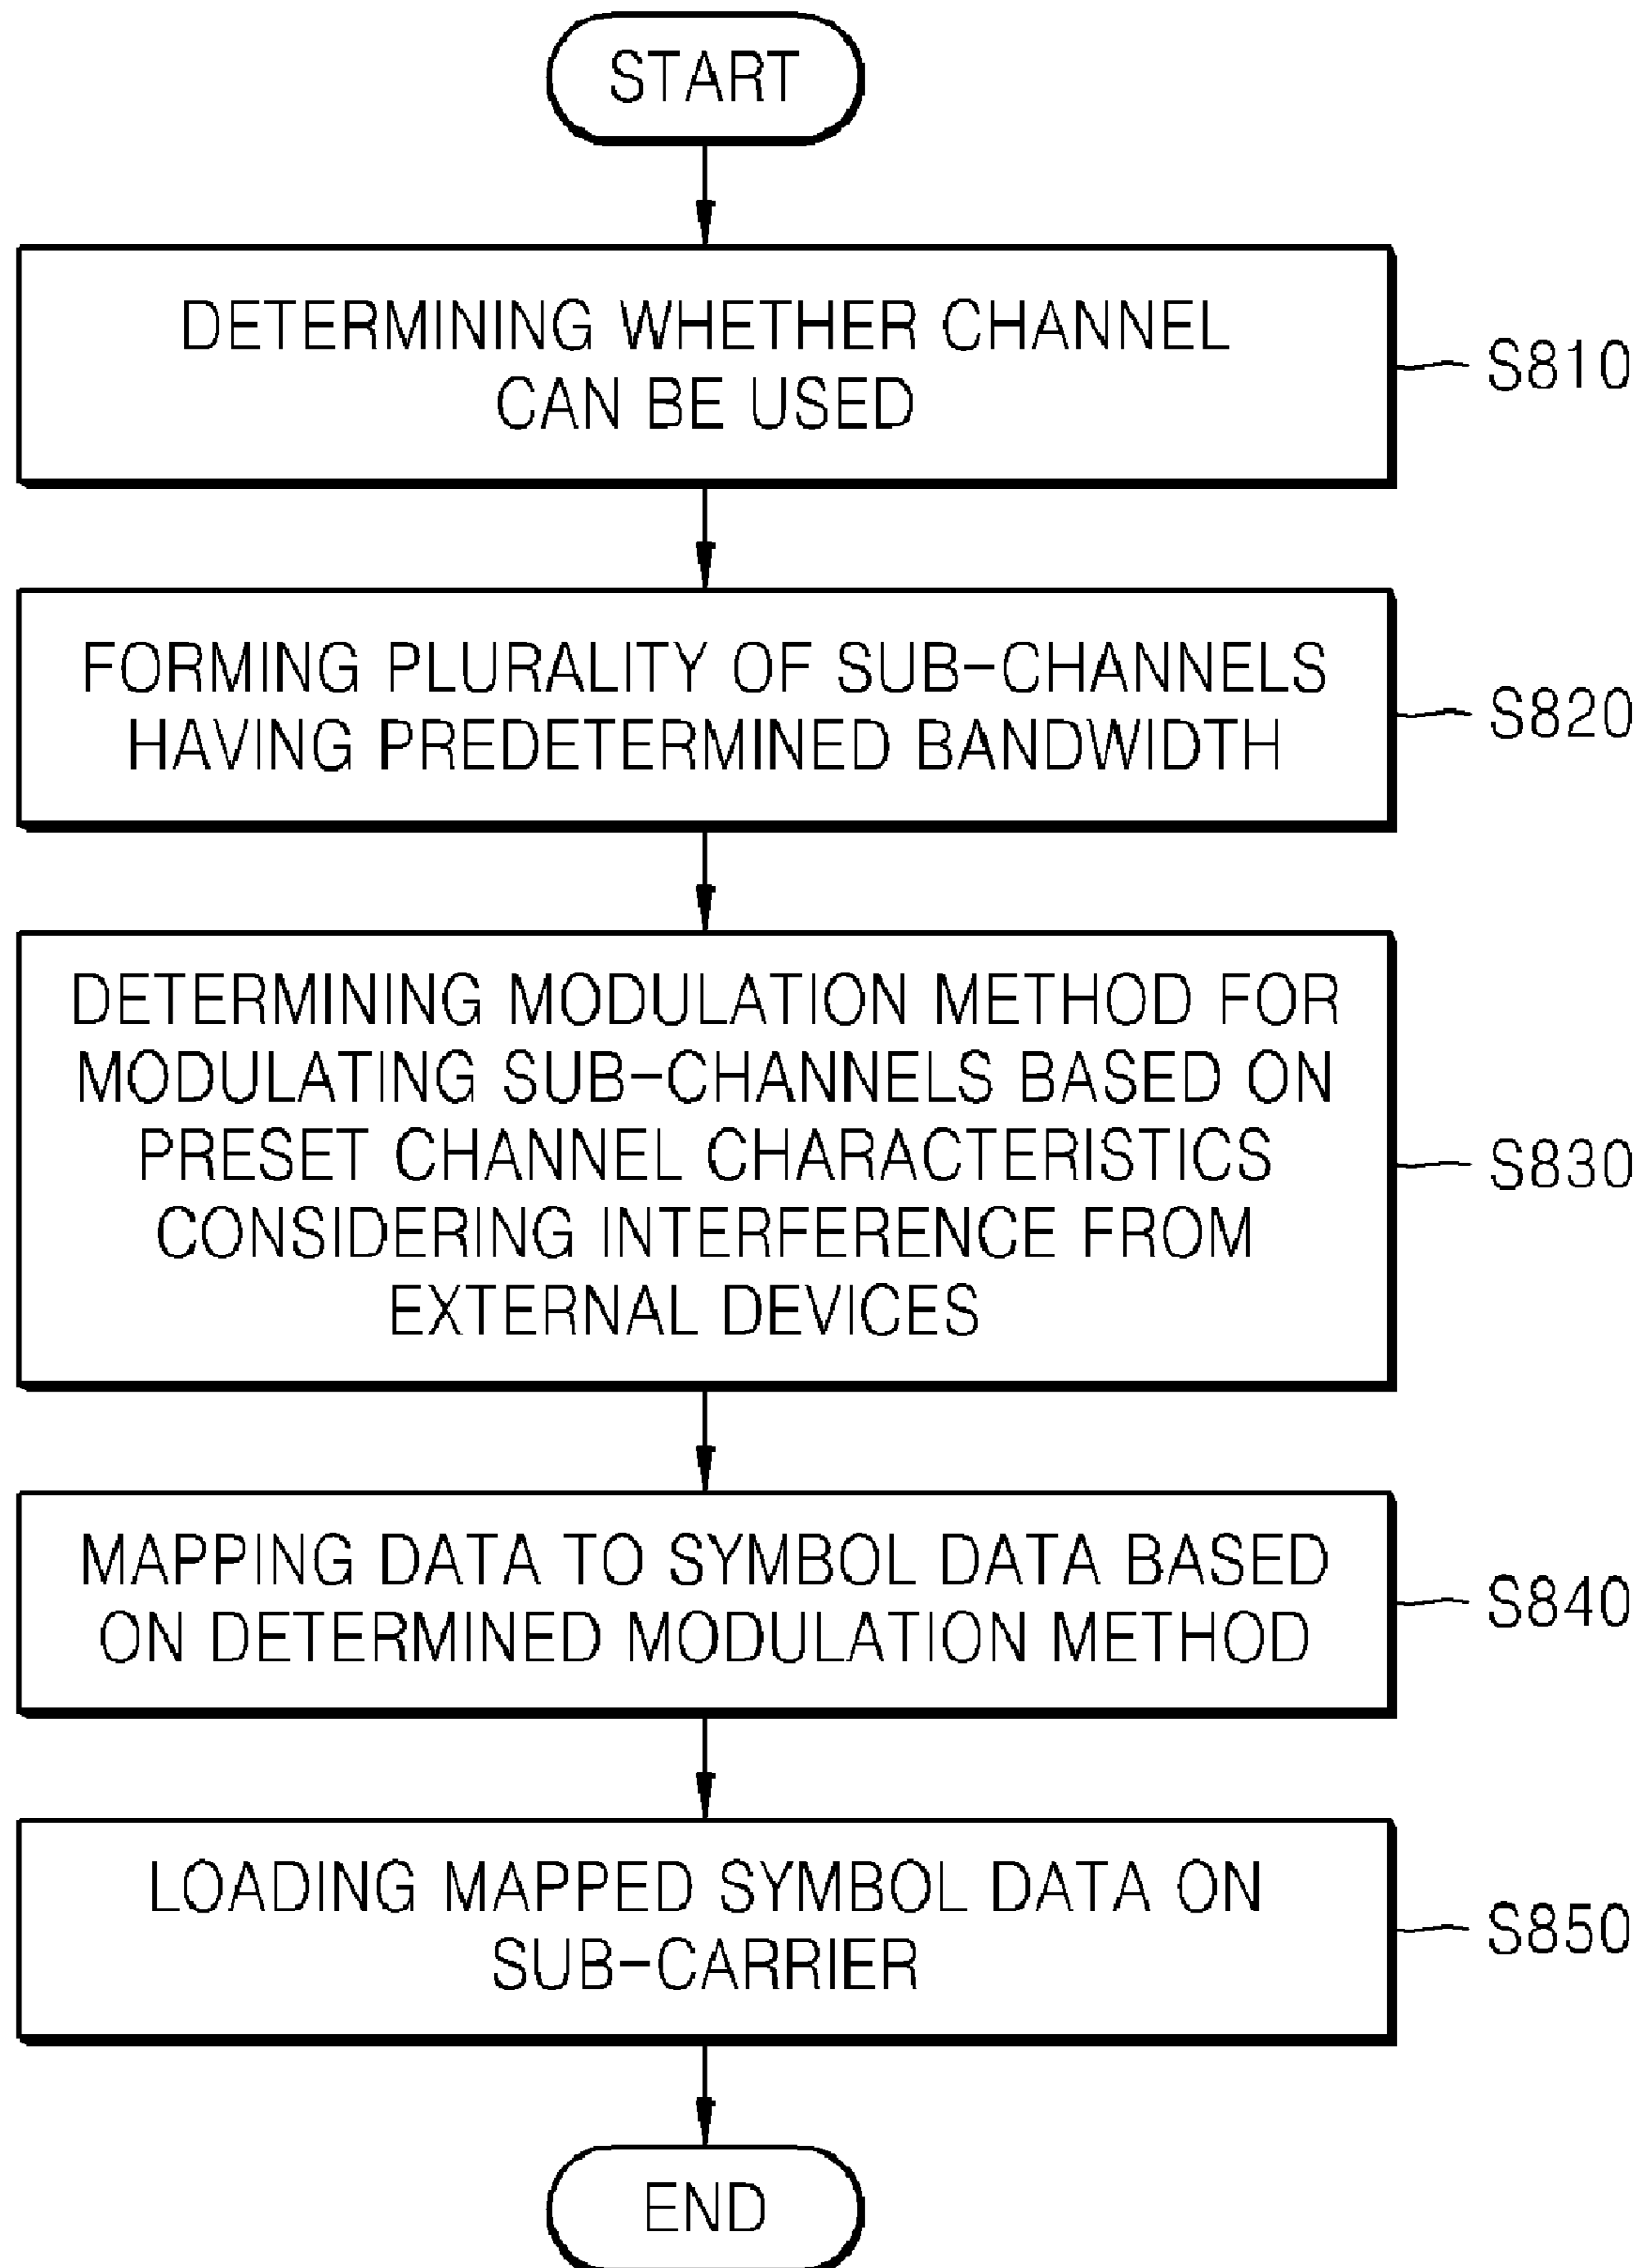 START
DETERMINING WHETHER CHANNEL
CAN BE USED
S810
FORMING PLURALITY OF SUB-CHANNELS
HAVING PREDETERMINED BANDWIDTH
S820
DETERMINING MODULATION METHOD FOR
MODULATING SUB-CHANNELS BASED ON
PRESET CHANNEL CHARACTERISTICS
CONSIDERING INTERFERENCE FROM
EXTERNAL DEVICES
S830
MAPPING DATA TO SYMBOL DATA BASED
ON DETERMINED MODULATION METHOD
S840
LOADING MAPPED SYMBOL DATA ON
SUB-CARRIER
S850
END